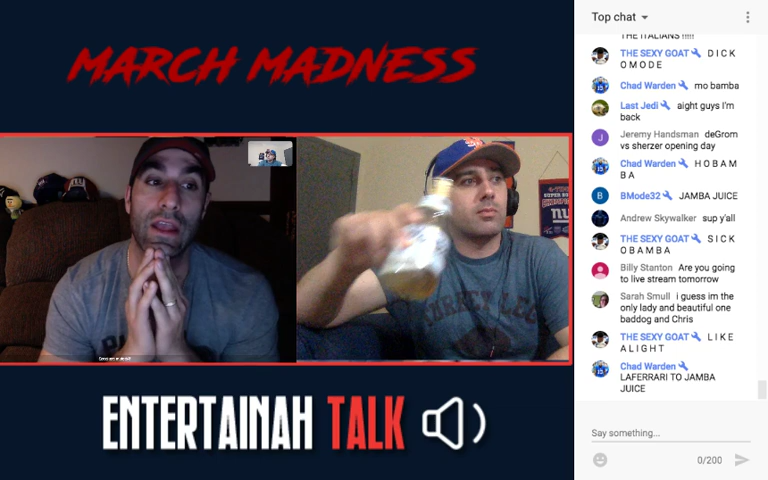 MARCH MADNESS
ENTERTAINAH TALK
Top chat
THE ITALIANS !!!!!
THE SEXY GOAT D I C K
O M O D E
Chad Warden mo bamba
Last Jedi aight guys I'm
back
Jeremy Handsman deGrom
vs sherzer opening day
Chad Warden H O B A M
B A
BMode32 JAMBA JUICE
Andrew Skywalker sup y'all
THE SEXY GOAT S I C K
O B A M B A
Billy Stanton Are you going
to live stream tomorrow
Sarah Smull i guess im the
only lady and beautiful one
baddog and Chris
THE SEXY GOAT L I K E
A L I G H T
Chad Warden
LAFERRARI TO JAMBA
JUICE
Say something...
0/200